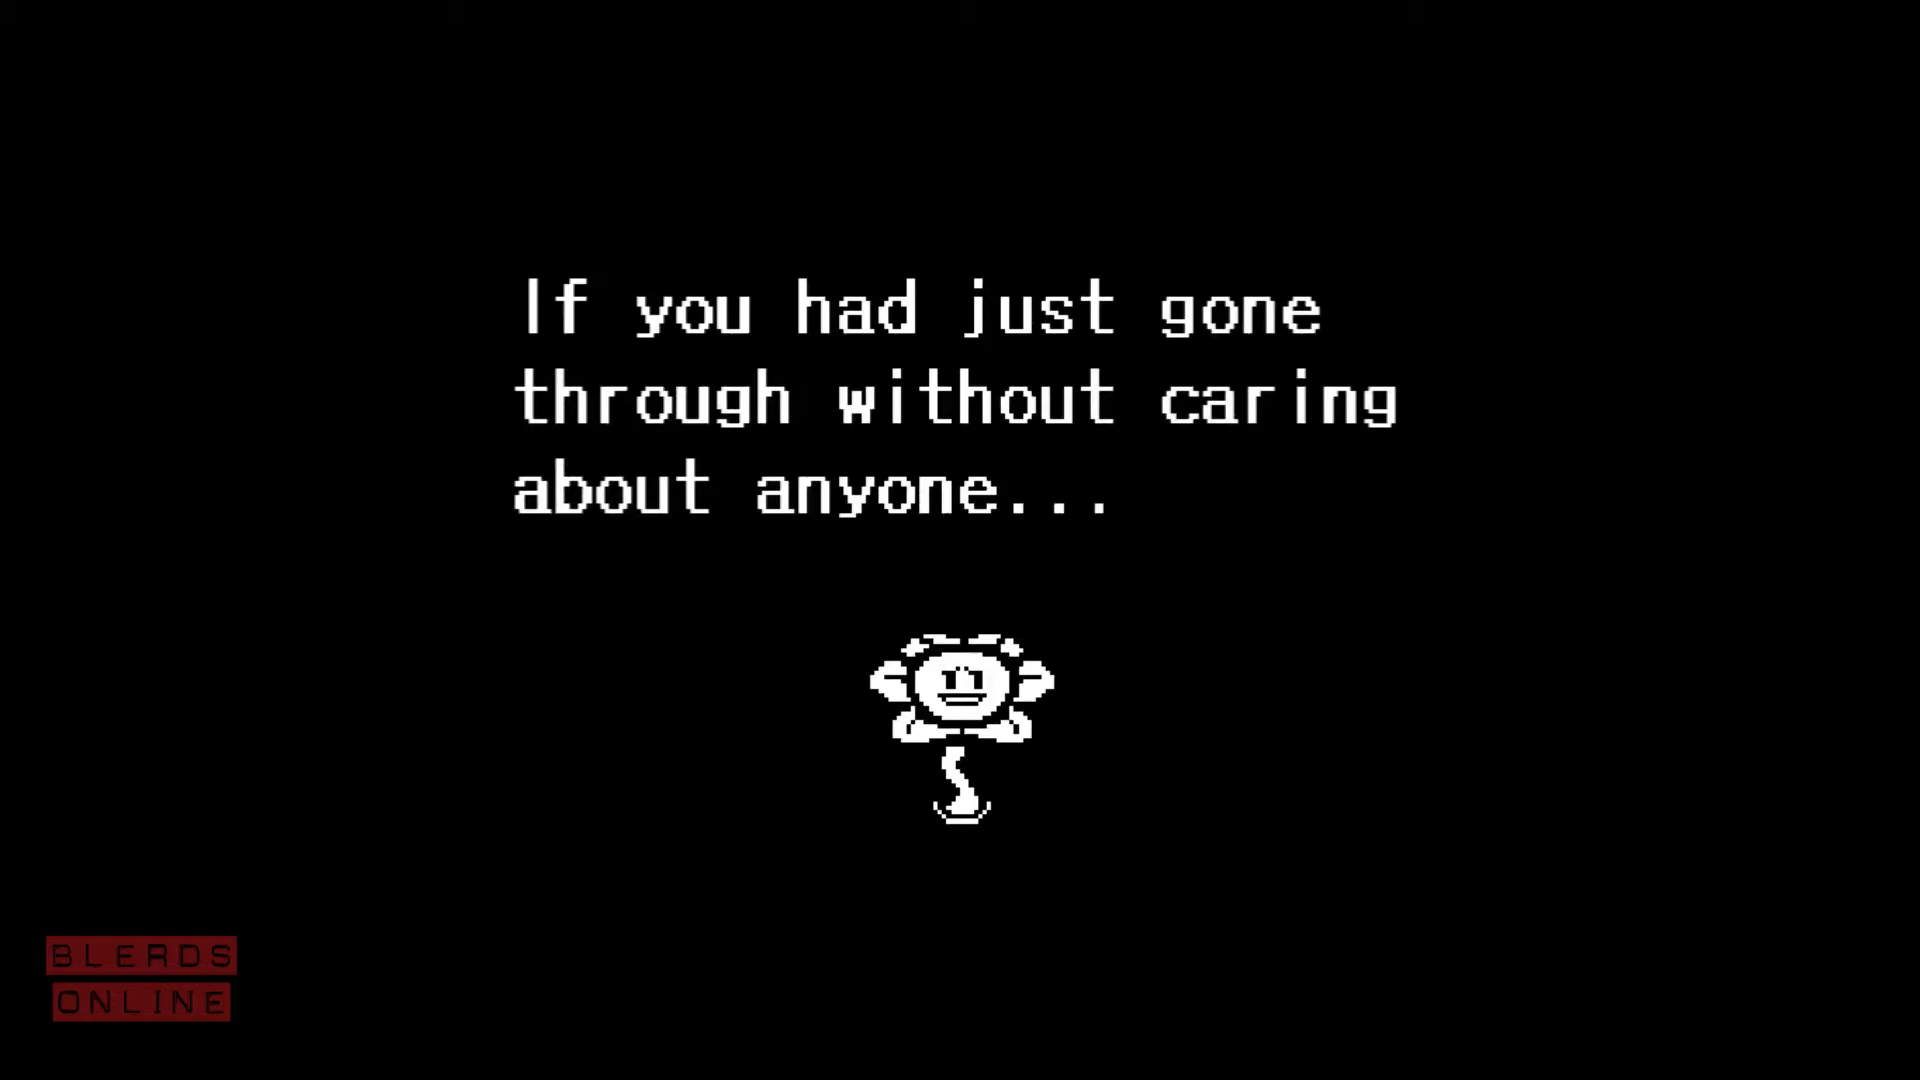 If you had just gone
through without caring
about anyone...
BLERDS
ONLINE